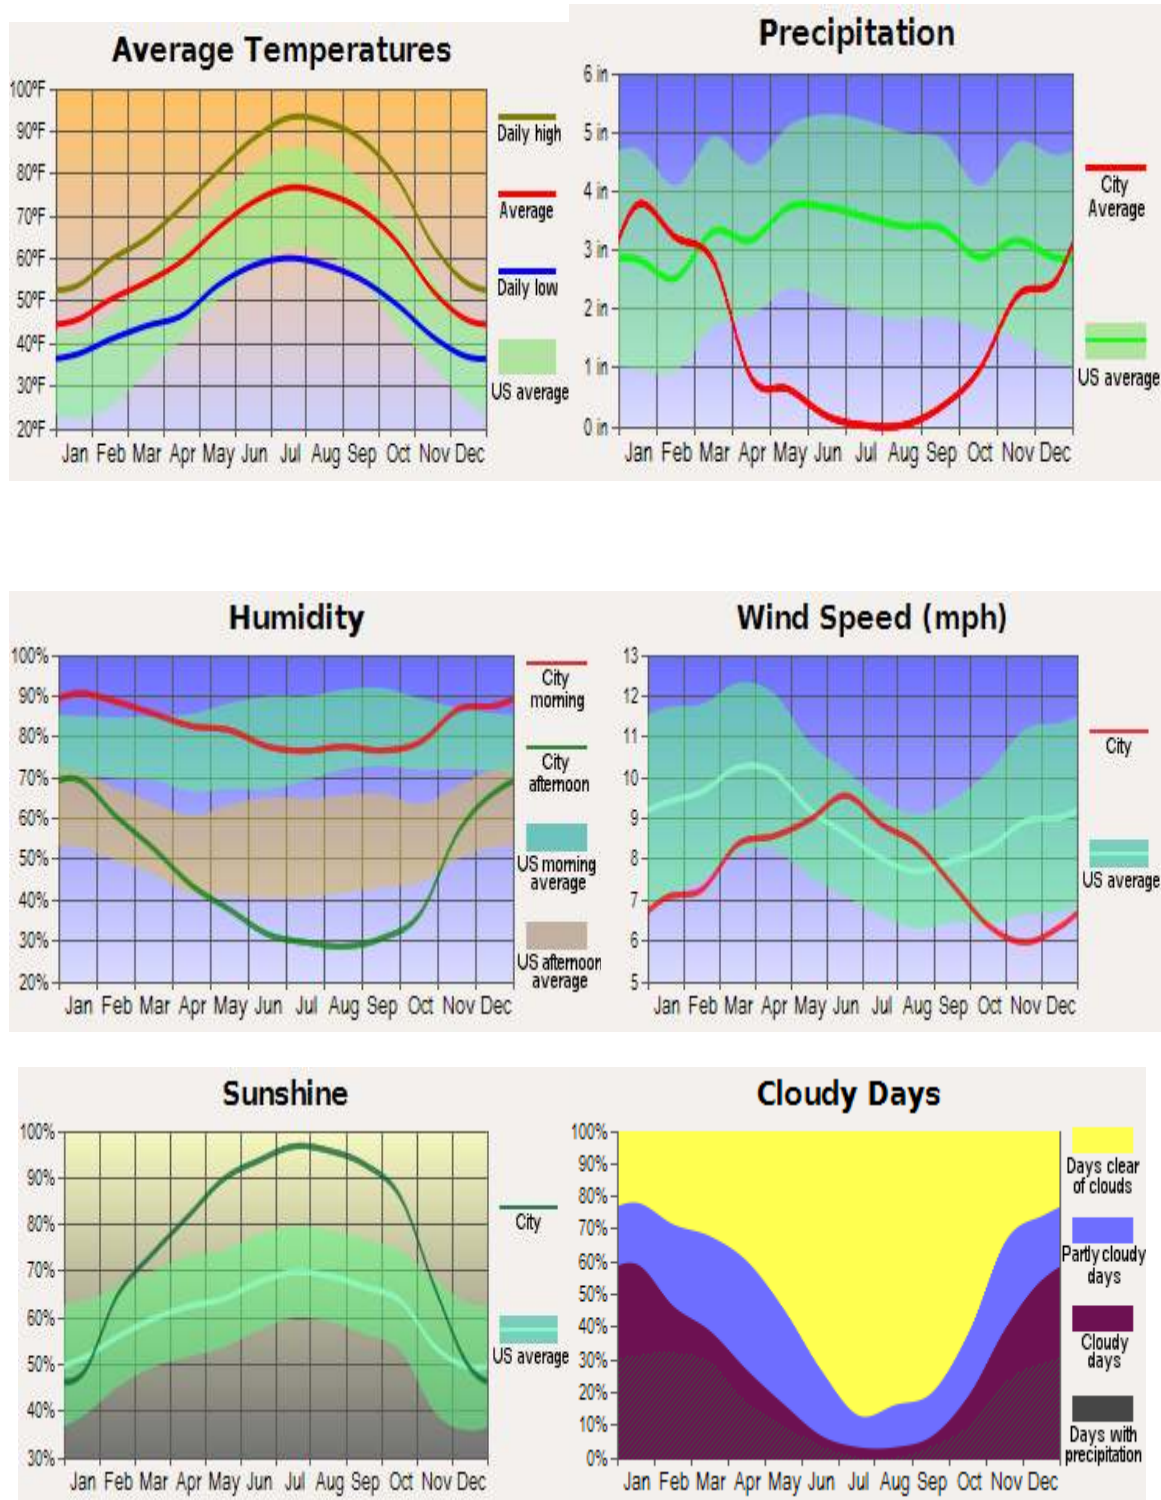 Average Temperatures
100ºF
90ºF
80ºF
70ºF
60ºF
50ºF
40ºF
30ºF
20ºF
Jan Feb Mar Apr May Jun Jul Aug Sep Oct Nov Dec
Daily high
Average
Daily low
US average
Precipitation
6 in
5 in
4 in
3 in
2 in
1 in
0 in
Jan Feb Mar Apr May Jun Jul Aug Sep Oct Nov Dec
City
Average
US average
Humidity
100%
90%
80%
70%
60%
50%
40%
30%
20%
Jan Feb Mar Apr May Jun Jul Aug Sep Oct Nov Dec
City
morning
City
afternoon
US morning
average
US afternoon
average
Wind Speed (mph)
13
12
11
10
9
8
7
6
5
Jan Feb Mar Apr May Jun Jul Aug Sep Oct Nov Dec
City
US average
Sunshine
100%
90%
80%
70%
60%
50%
40%
30%
Jan Feb Mar Apr May Jun Jul Aug Sep Oct Nov Dec
City
US average
Cloudy Days
100%
90%
80%
70%
60%
50%
40%
30%
20%
10%
0%
Jan Feb Mar Apr May Jun Jul Aug Sep Oct Nov Dec
Days clear
of clouds
Partly cloudy
days
Cloudy
days
Days with
precipitation